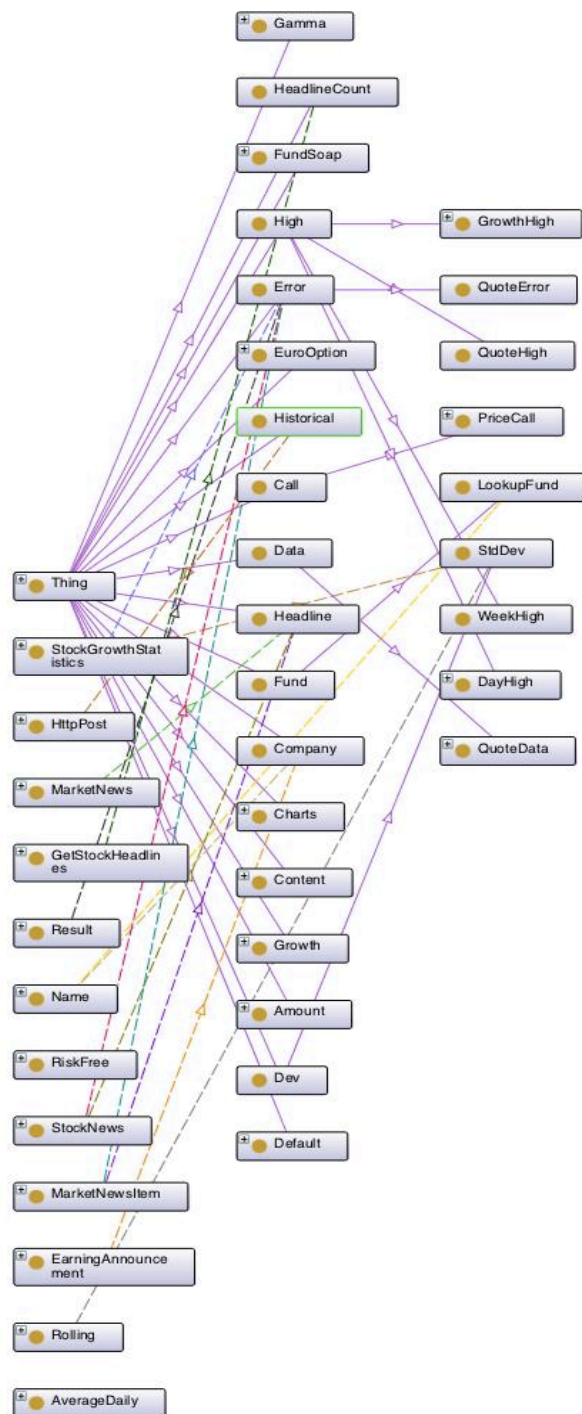 Gamma
HeadlineCount
FundSoap
High
GrowthHigh
Error
QuoteError
EuroOption
QuoteHigh
Historical
PriceCall
Call
LookupFund
Data
StdDev
Thing
Headline
WeekHigh
StockGrowthStat
istics
Fund
DayHigh
HttpPost
Company
QuoteData
MarketNews
Charts
GetStockHeadlin
es
Content
Result
Growth
Name
Amount
RiskFree
Dev
StockNews
Default
MarketNewsItem
EarningAnnounce
ment
Rolling
AverageDaily